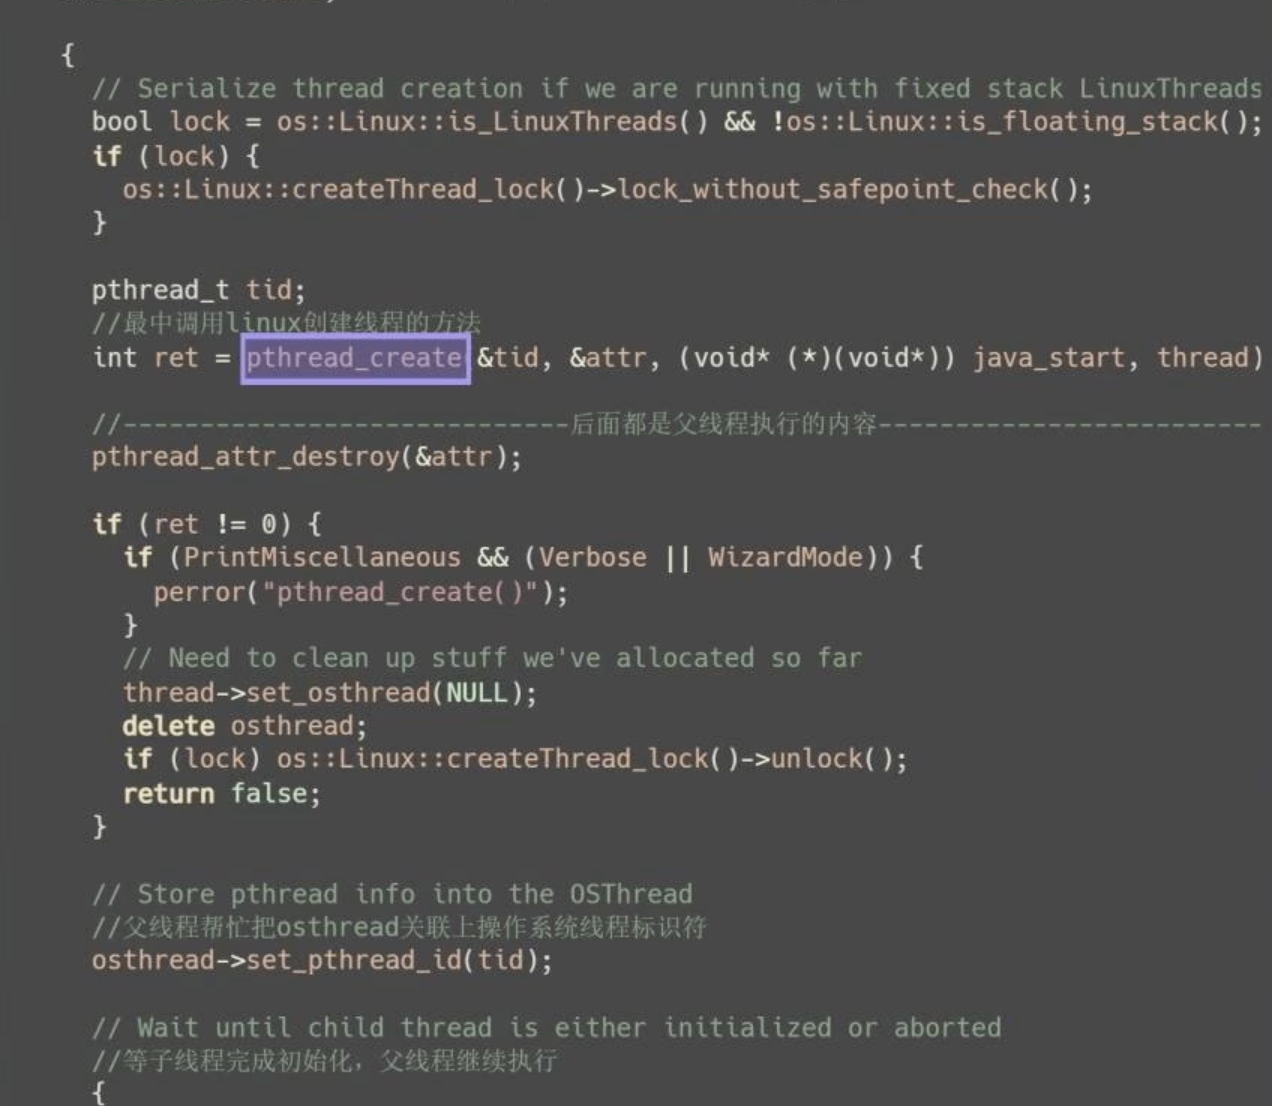 {
// Serialize thread creation if we are running with fixed stack LinuxThreads
bool lock = os::Linux::is_LinuxThreads() && !os::Linux::is_floating_stack();
if (lock) {
os::Linux::createThread_lock()->lock_without_safepoint_check();
}
pthread_t tid;
//最中调用linux创建线程的方法
int ret = pthread_create &tid, &attr, (void* (*)(void*)) java_start, thread)
//-----------------------------后面都是父线程执行的内容-------------------------
pthread_attr_destroy(&attr);
if (ret != 0) {
if (PrintMiscellaneous && (Verbose || WizardMode)) {
perror("pthread_create()");
}
// Need to clean up stuff we've allocated so far
thread->set_osthread(NULL);
delete osthread;
if (lock) os::Linux::createThread_lock()->unlock();
return false;
}
// Store pthread info into the OSThread
//父线程帮忙把osthread关联上操作系统线程标识符
osthread->set_pthread_id(tid);
// Wait until child thread is either initialized or aborted
//等子线程完成初始化，父线程继续执行
{